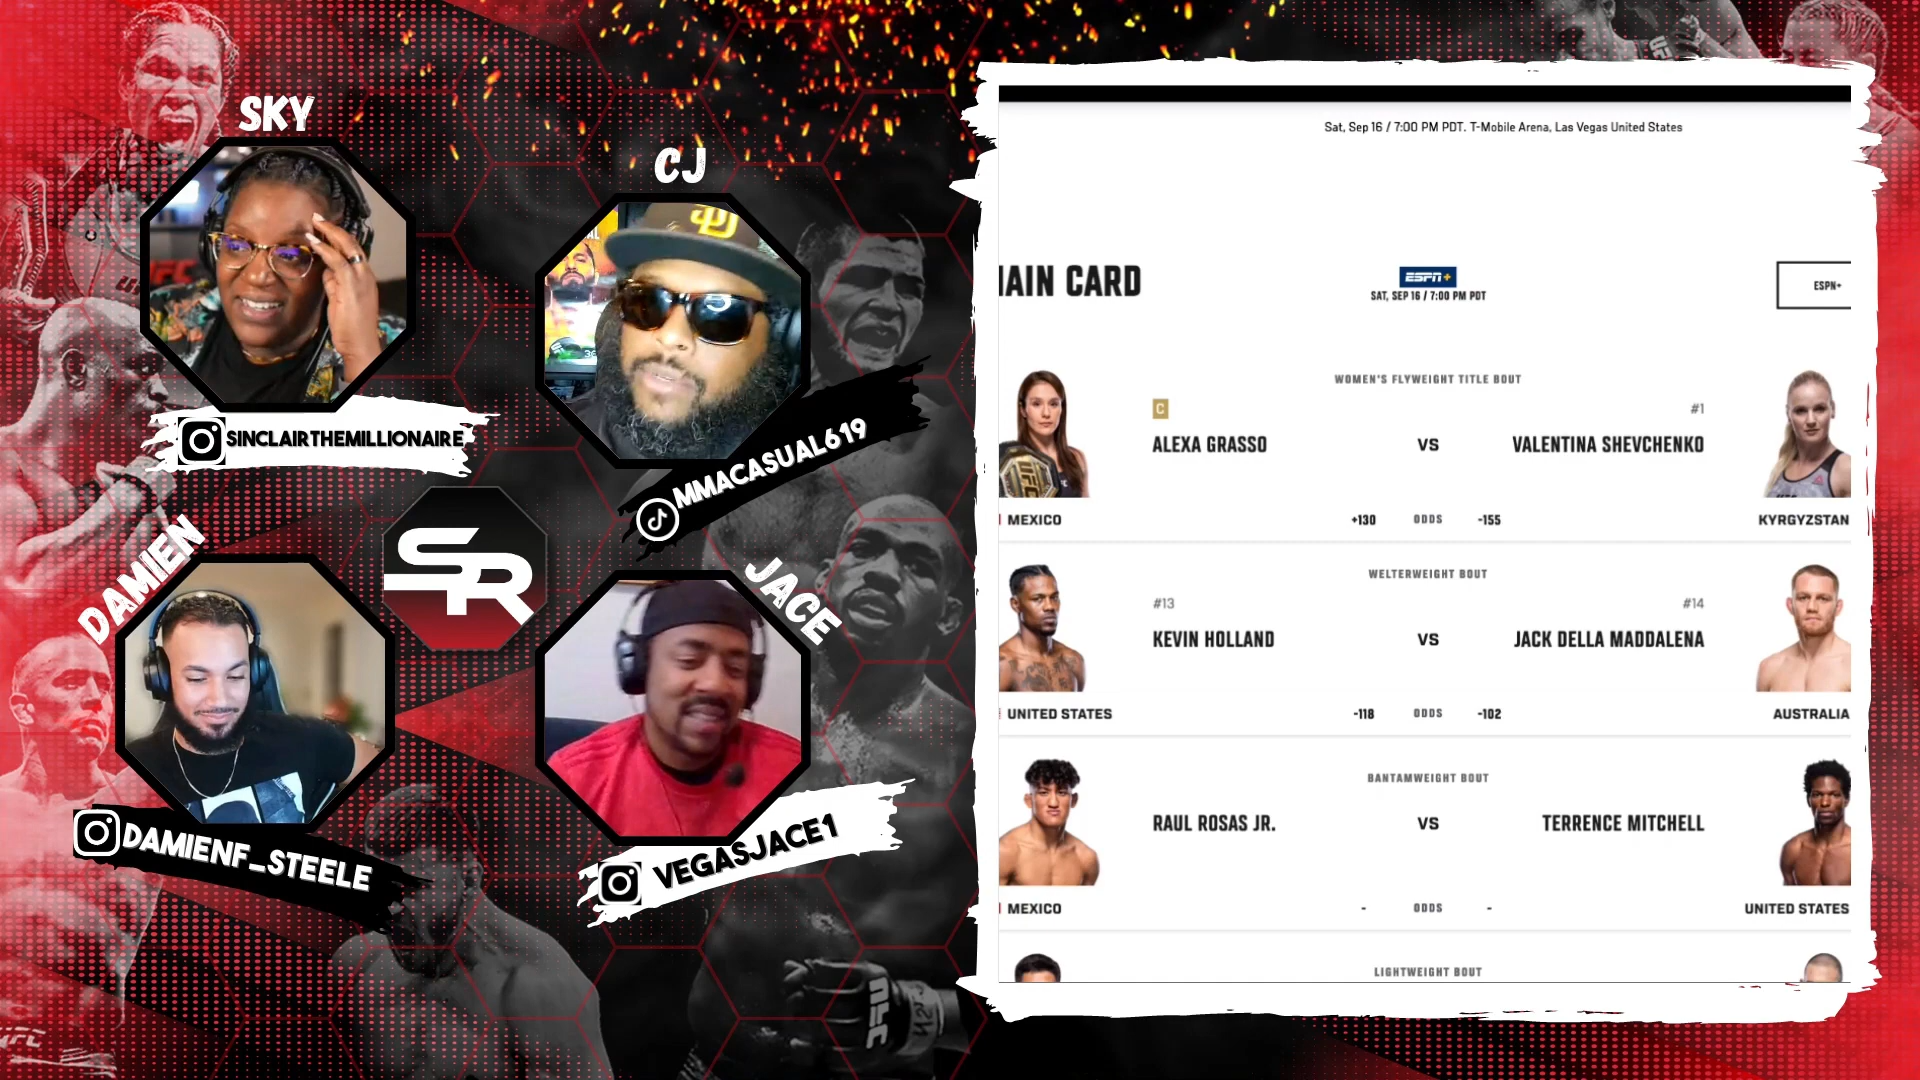 SKY
SINCLAIRTHEMILLIONAIRE
CJ
MMACASUAL619
DAMIEN
DAMIENF_STEELE
SR
JACE
VEGASJACE1
Sat, Sep 16 / 7:00 PM PDT. T-Mobile Arena, Las Vegas United States
AIN CARD
ESPN+
SAT, SEP 16 / 7:00 PM PDT
ESPN+
WOMEN'S FLYWEIGHT TITLE BOUT
C
#1
ALEXA GRASSO VS VALENTINA SHEVCHENKO
MEXICO +130 ODDS -155 KYRGYZSTAN
WELTERWEIGHT BOUT
#13 #14
KEVIN HOLLAND VS JACK DELLA MADDALENA
UNITED STATES -118 ODDS -102 AUSTRALIA
BANTAMWEIGHT BOUT
RAUL ROSAS JR. VS TERRENCE MITCHELL
MEXICO - ODDS - UNITED STATES
LIGHTWEIGHT BOUT